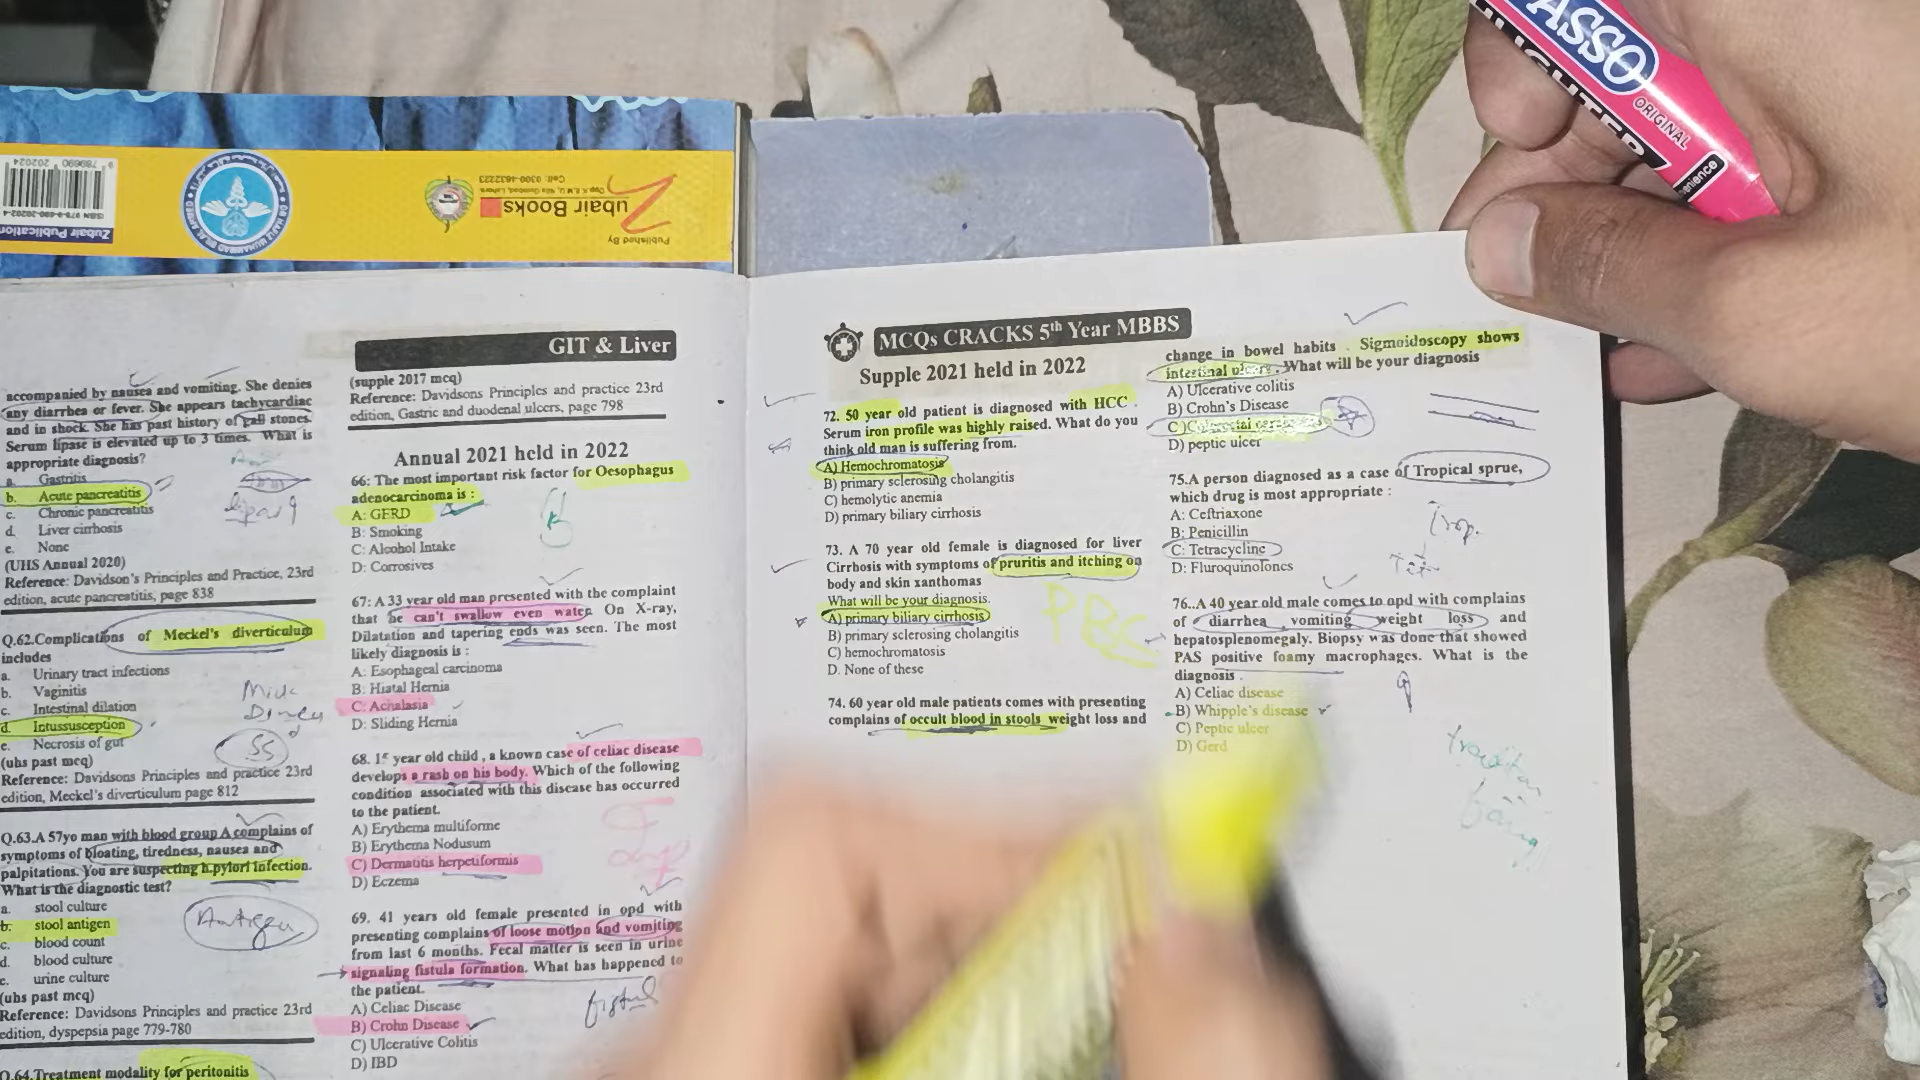 ASSO
ORIGINAL
HIGHLIGHTER
Zubair Publication
ubair Books
Published By
Cell: 0300-4632223
GIT & Liver
accompanied by nausea and vomiting. She denies
any diarrhea or fever. She appears tachycardiac
and in shock. She has past history of gall stones.
Serum lipase is elevated up to 3 times. What is
appropriate diagnosis?
a. Gastritis
b. Acute pancreatitis
c. Chronic pancreatitis
d. Liver cirrhosis
e. None
(UHS Annual 2020)
Reference: Davidson's Principles and Practice, 23rd
edition, acute pancreatitis, page 838
Q.62.Complications of Meckel's diverticulum
includes
a. Urinary tract infections
b. Vaginitis
c. Intestinal dilation
d. Intussusception
e. Necrosis of gut
(uhs past mcq)
Reference: Davidsons Principles and practice 23rd
edition, Meckel's diverticulum page 812
Q.63.A 57yo man with blood group A complains of
symptoms of bloating, tiredness, nausea and
palpitations. You are suspecting h.pylori infection.
What is the diagnostic test?
a. stool culture
b. stool antigen
c. blood count
d. blood culture
e. urine culture
(uhs past mcq)
Reference: Davidsons Principles and practice 23rd
edition, dyspepsia page 779-780
Q.64.Treatment modality for peritonitis
Antigen
(supple 2017 mcq)
Reference: Davidsons Principles and practice 23rd
edition, Gastric and duodenal ulcers, page 798
Annual 2021 held in 2022
66: The most important risk factor for Oesophagus
adenocarcinoma is :
A: GERD
B: Smoking
C: Alcohol Intake
D: Corrosives
67: A 33 year old man presented with the complaint
that he can't swallow even water. On X-ray,
Dilatation and tapering ends was seen. The most
likely diagnosis is :
A: Esophageal carcinoma
B: Hiatal Hernia
C: Achalasia
D: Sliding Hernia
68. 15 year old child , a known case of celiac disease
develops a rash on his body. Which of the following
condition associated with this disease has occurred
to the patient.
A) Erythema multiforme
B) Erythema Nodusum
C) Dermatitis herpetiformis
D) Eczema
69. 41 years old female presented in opd with
presenting complains of loose motion and vomiting
from last 6 months. Fecal matter is seen in urine
signaling fistula formation. What has happened to
the patient.
A) Celiac Disease
B) Crohn Disease
C) Ulcerative Colitis
D) IBD
fistul
MCQs CRACKS 5th Year MBBS
Supple 2021 held in 2022
72. 50 year old patient is diagnosed with HCC .
Serum iron profile was highly raised. What do you
think old man is suffering from.
A) Hemochromatosis
B) primary sclerosing cholangitis
C) hemolytic anemia
D) primary biliary cirrhosis
73. A 70 year old female is diagnosed for liver
Cirrhosis with symptoms of pruritis and itching on
body and skin xanthomas
What will be your diagnosis.
A) primary biliary cirrhosis
B) primary sclerosing cholangitis
C) hemochromatosis
D. None of these
PBC
74. 60 year old male patients comes with presenting
complains of occult blood in stools weight loss and
change in bowel habits . Sigmoidoscopy shows
intestinal ulcers. What will be your diagnosis
A) Ulcerative colitis
B) Crohn's Disease
D) peptic ulcer
75.A person diagnosed as a case of Tropical sprue,
which drug is most appropriate :
A: Ceftriaxone
B: Penicillin
C: Tetracycline
D: Fluroquinolones
76..A 40 year old male comes to opd with complains
of diarrhea vomiting weight loss and
hepatosplenomegaly. Biopsy was done that showed
PAS positive foamy macrophages. What is the
diagnosis .
A) Celiac disease
B) Whipple's disease
C) Peptic ulcer
D) Gerd